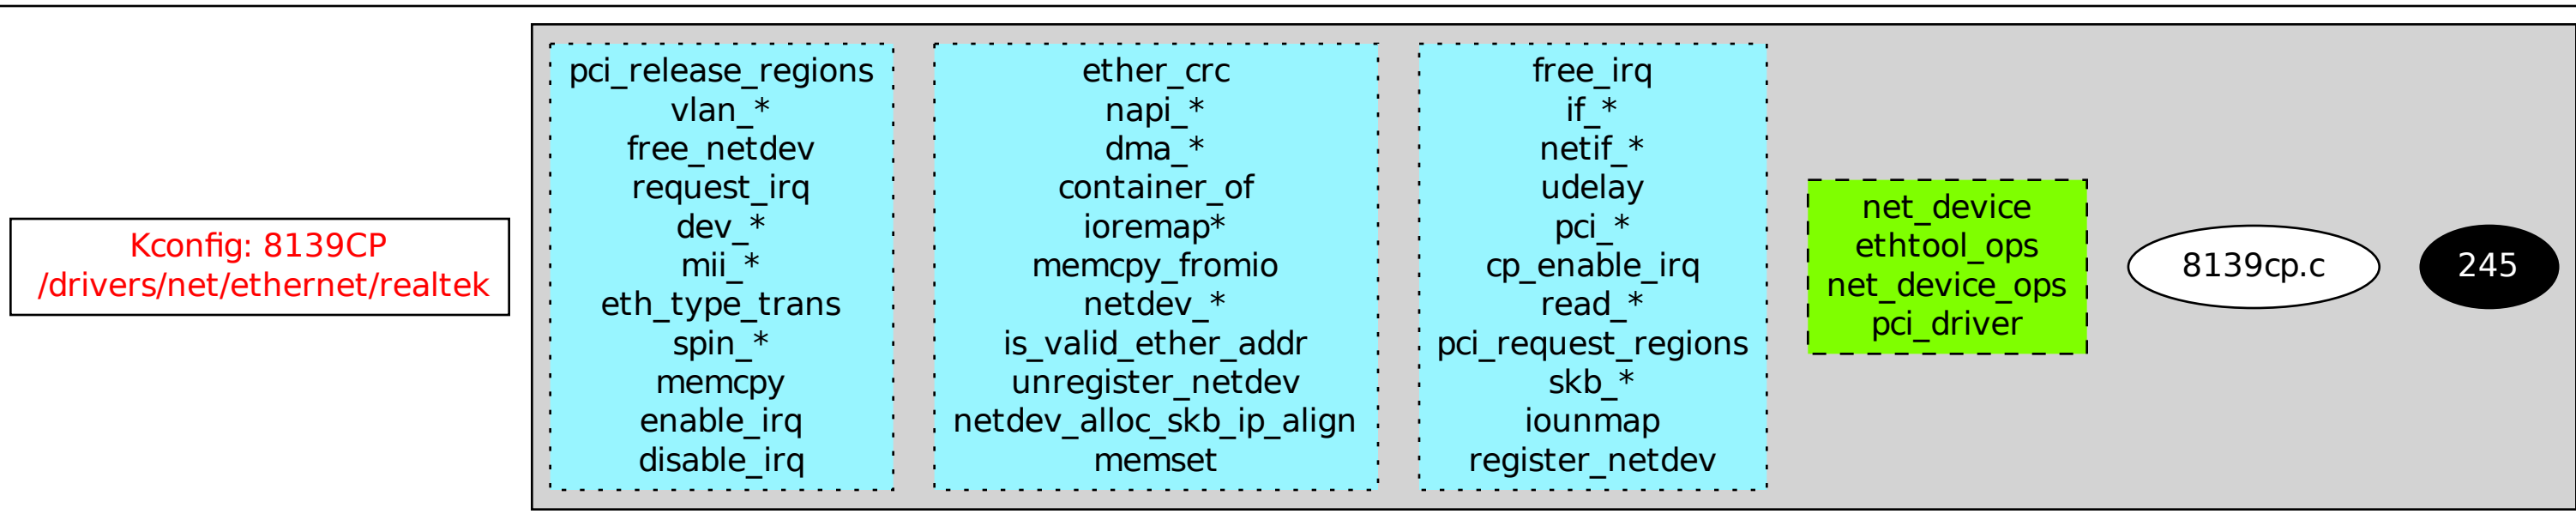 Kconfig: 8139CP
/drivers/net/ethernet/realtek
pci_release_regions
vlan_*
free_netdev
request_irq
dev_*
mii_*
eth_type_trans
spin_*
memcpy
enable_irq
disable_irq
ether_crc
napi_*
dma_*
container_of
ioremap*
memcpy_fromio
netdev_*
is_valid_ether_addr
unregister_netdev
netdev_alloc_skb_ip_align
memset
free_irq
if_*
netif_*
udelay
pci_*
cp_enable_irq
read_*
pci_request_regions
skb_*
iounmap
register_netdev
net_device
ethtool_ops
net_device_ops
pci_driver
8139cp.c
245